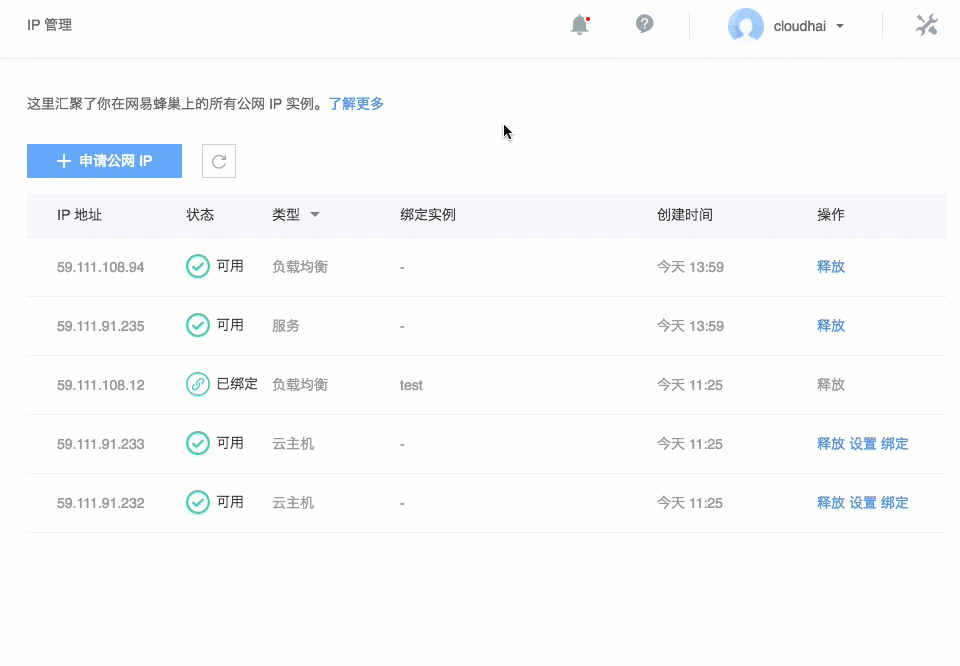 IP 管理
cloudhai
这里汇聚了你在网易蜂巢上的所有公网 IP 实例。了解更多
申请公网 IP
IP 地址 状态 类型 绑定实例 创建时间 操作
59.111.108.94 可用 负载均衡 - 今天 13:59 释放
59.111.91.235 可用 服务 - 今天 13:59 释放
59.111.108.12 已绑定 负载均衡 test 今天 11:25 释放
59.111.91.233 可用 云主机 - 今天 11:25 释放 设置 绑定
59.111.91.232 可用 云主机 - 今天 11:25 释放 设置 绑定